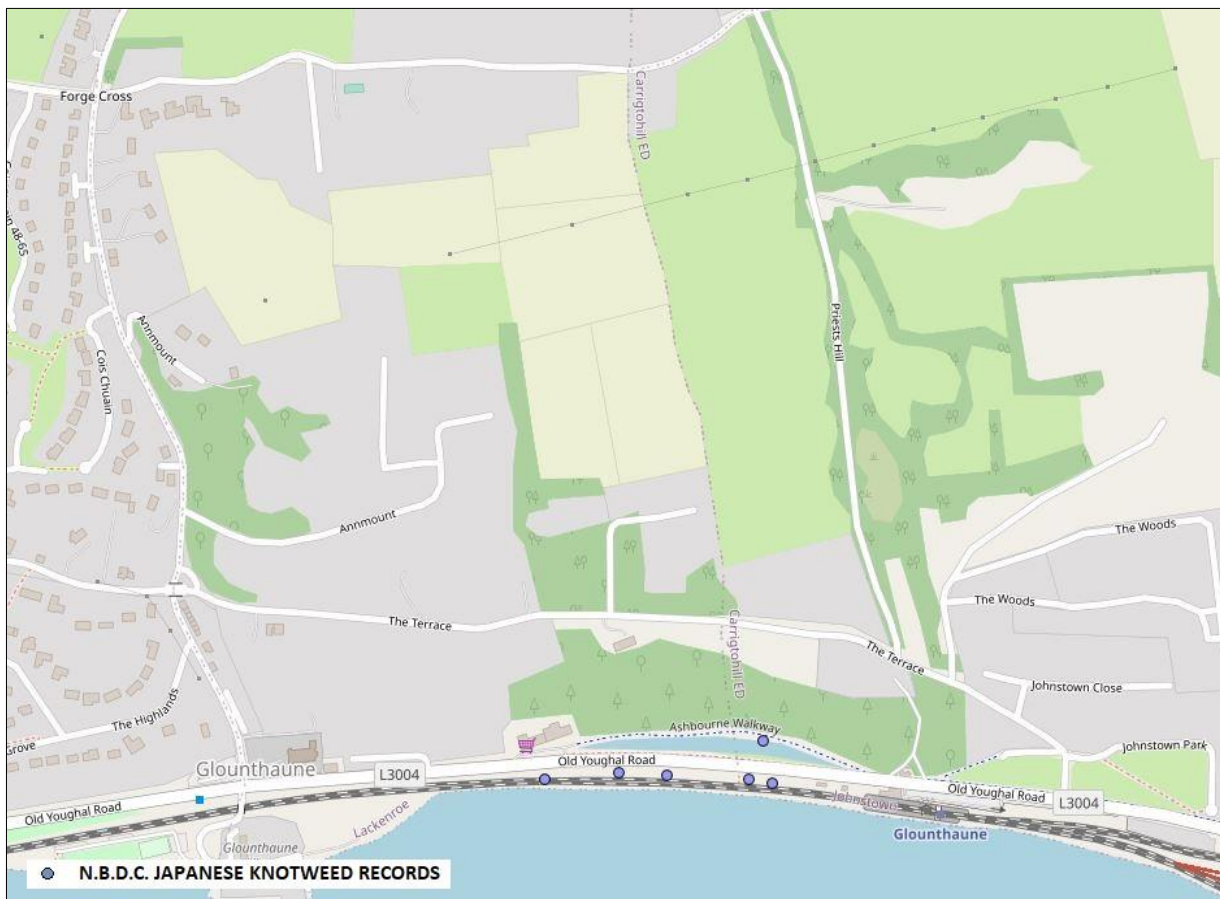 Forge Cross
Carrigtohill ED
Annmount
Cois Chuain
Priests Hill
Annmount
The Woods
The Woods
The Terrace
Carrigtohill ED
The Terrace
Johnstown Close
The Highlands
Grove
Ashbourne Walkway
Johnstown Park
Old Youghal Road
Glounthaune
L3004
Old Youghal Road
Old Youghal Road
L3004
Johnstown
Lackenroe
Glounthaune
Glounthaune
N.B.D.C. JAPANESE KNOTWEED RECORDS